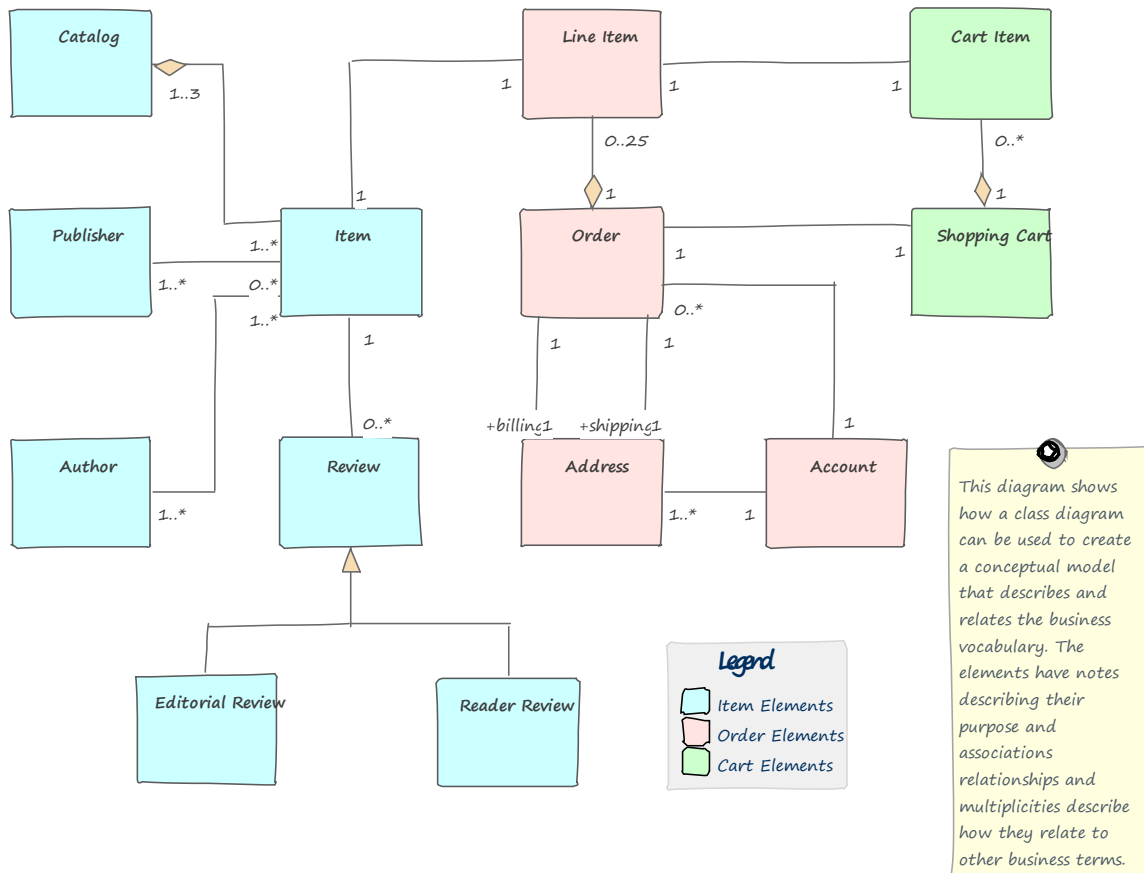 Catalog
Line Item
Cart Item
1..3
1
1
1
0..25
0..*
1
1
1
Publisher
Item
Order
Shopping Cart
1..*
1
1
1..*
0..*
0..*
1..*
1
1
1
0..*
+billing1
+shipping1
1
Author
Review
Address
Account
1..*
1..*
1
This diagram shows
how a class diagram
can be used to create
a conceptual model
that describes and
relates the business
vocabulary. The
elements have notes
describing their
purpose and
associations
relationships and
multiplicities describe
how they relate to
other business terms.
Editorial Review
Reader Review
Legend
Item Elements
Order Elements
Cart Elements